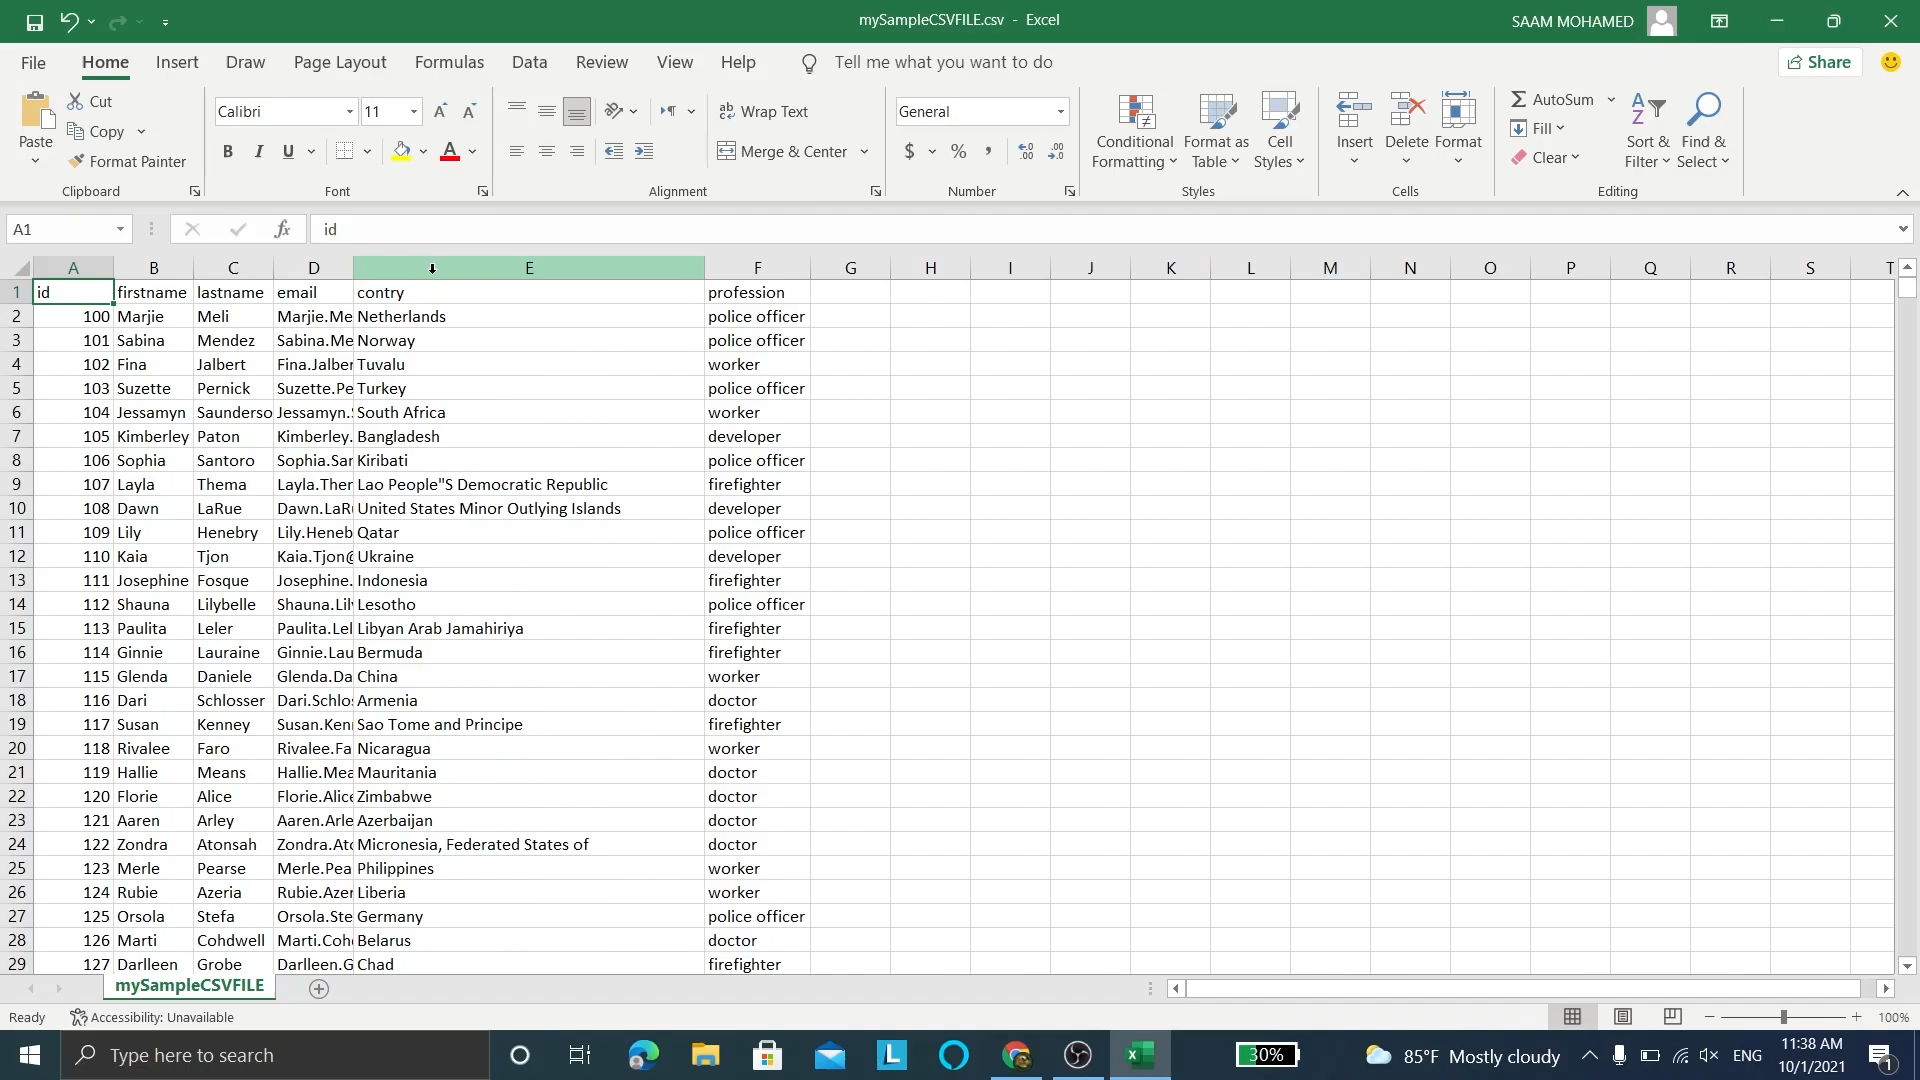 mySampleCSVFILE.csv - Excel
SAAM MOHAMED
File Home Insert Draw Page Layout Formulas Data Review View Help Tell me what you want to do
Share
Paste
Cut
Copy
Format Painter
Clipboard
Calibri 11
B I U
Font
Wrap Text
Merge & Center
Alignment
General
$ % ,
Number
Conditional Formatting
Format as Table
Cell Styles
Styles
Insert Delete Format
Cells
AutoSum
Fill
Clear
Sort & Filter
Find & Select
Editing
A1 fx id
A B C D E F G H I J K L M N O P Q R S T
1 id firstname lastname email contry profession
2 100 Marjie Meli Marjie.Me Netherlands police officer
3 101 Sabina Mendez Sabina.Me Norway police officer
4 102 Fina Jalbert Fina.Jalber Tuvalu worker
5 103 Suzette Pernick Suzette.Pe Turkey police officer
6 104 Jessamyn Saunderso Jessamyn. South Africa worker
7 105 Kimberley Paton Kimberley. Bangladesh developer
8 106 Sophia Santoro Sophia.Sar Kiribati police officer
9 107 Layla Thema Layla.Ther Lao People"S Democratic Republic firefighter
10 108 Dawn LaRue Dawn.LaR United States Minor Outlying Islands developer
11 109 Lily Henebry Lily.Heneb Qatar police officer
12 110 Kaia Tjon Kaia.Tjon@ Ukraine developer
13 111 Josephine Fosque Josephine. Indonesia firefighter
14 112 Shauna Lilybelle Shauna.Lily Lesotho police officer
15 113 Paulita Leler Paulita.Lel Libyan Arab Jamahiriya firefighter
16 114 Ginnie Lauraine Ginnie.Lau Bermuda firefighter
17 115 Glenda Daniele Glenda.Da China worker
18 116 Dari Schlosser Dari.Schlos Armenia doctor
19 117 Susan Kenney Susan.Ken Sao Tome and Principe firefighter
20 118 Rivalee Faro Rivalee.Fa Nicaragua worker
21 119 Hallie Means Hallie.Mea Mauritania doctor
22 120 Florie Alice Florie.Alice Zimbabwe doctor
23 121 Aaren Arley Aaren.Arle Azerbaijan doctor
24 122 Zondra Atonsah Zondra.Ato Micronesia, Federated States of doctor
25 123 Merle Pearse Merle.Pea Philippines worker
26 124 Rubie Azeria Rubie.Azer Liberia worker
27 125 Orsola Stefa Orsola.Ste Germany police officer
28 126 Marti Cohdwell Marti.Coh Belarus doctor
29 127 Darlleen Grobe Darlleen.G Chad firefighter
mySampleCSVFILE
Ready Accessibility: Unavailable
100%
Type here to search
30%
85°F Mostly cloudy
ENG
11:38 AM
10/1/2021
1